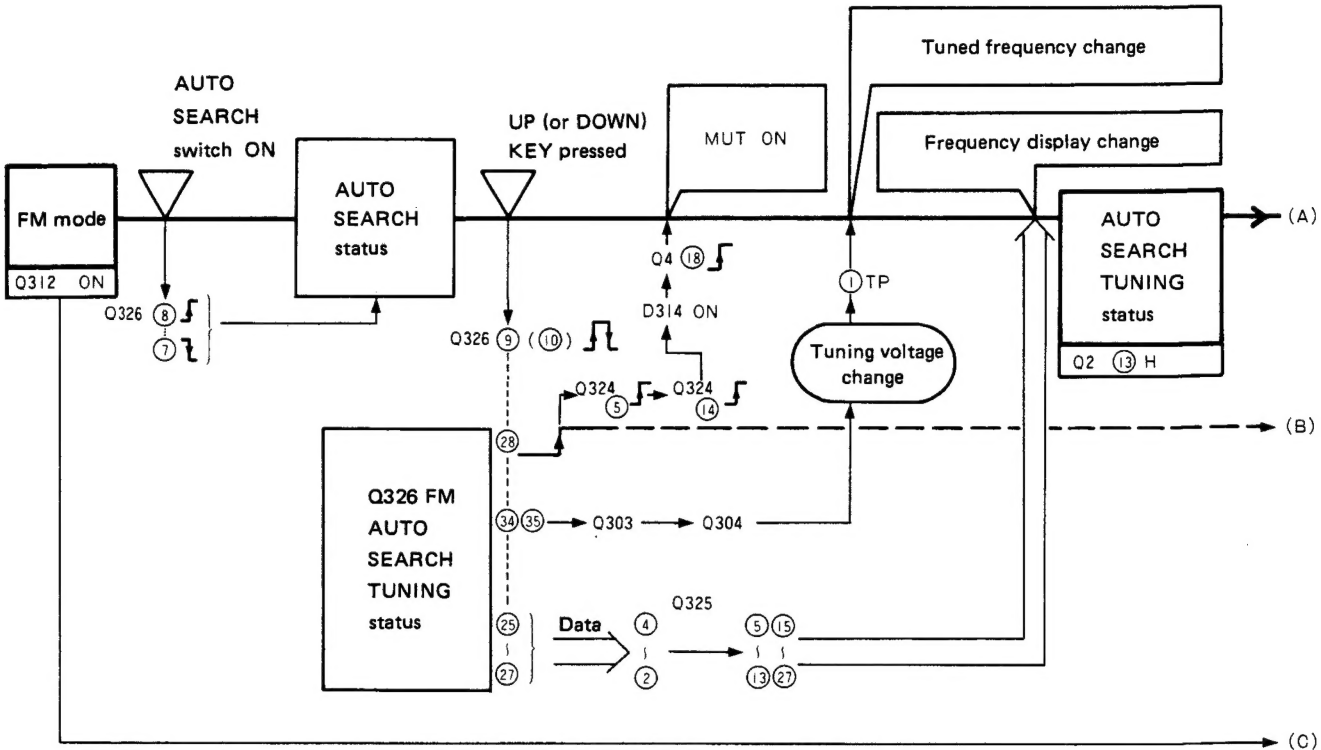 Tuned frequency change
AUTO
SEARCH
switch ON
UP (or DOWN)
KEY pressed
MUT ON
Frequency display change
FM mode
Q312 ON
AUTO
SEARCH
status
AUTO
SEARCH
TUNING
status
Q2 ⑬ H
(A)
Q326 ⑧
⑦
Q326 ⑨ (⑩)
Q4 ⑱
D314 ON
Q324 ⑤
Q324 ⑭
① TP
Tuning voltage
change
(B)
Q326 FM
AUTO
SEARCH
TUNING
status
㉘
㉞ ㉟
Q303
Q304
㉕
~
㉗
Data
Q325
④
~
②
⑤ ⑮
~ ~
⑬ ㉗
(C)